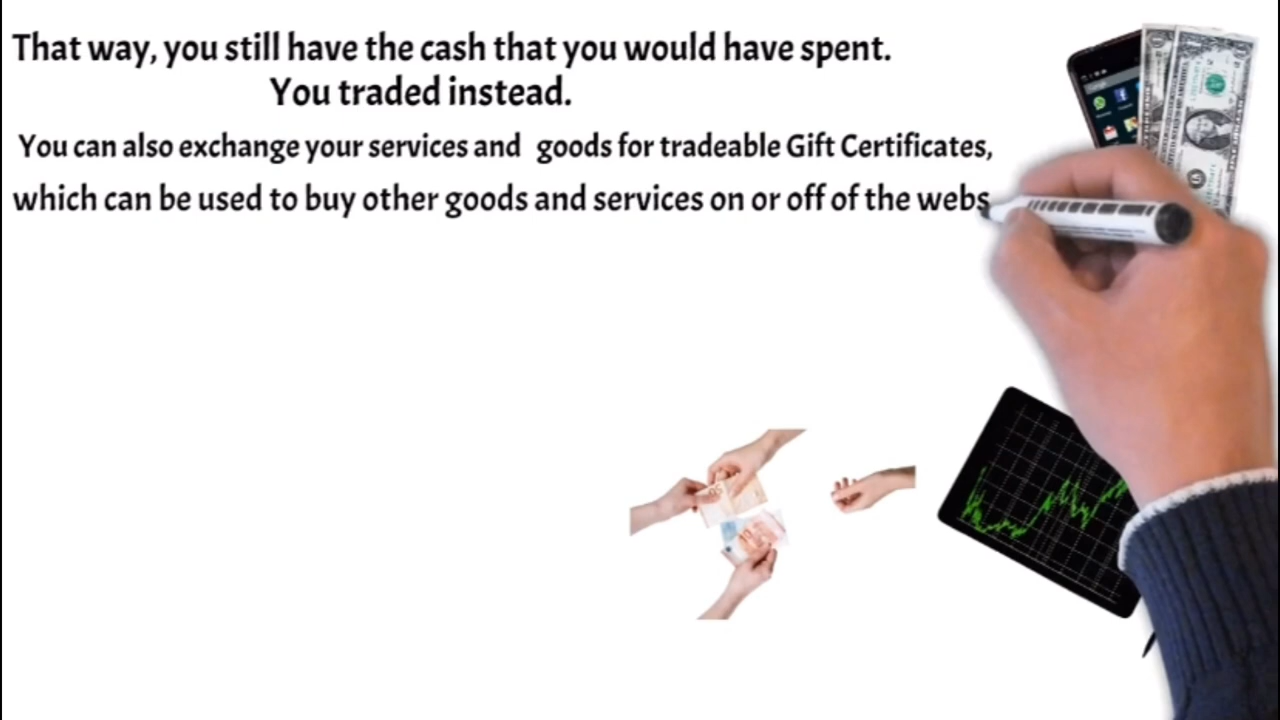 That way, you still have the cash that you would have spent.
You traded instead.
You can also exchange your services and goods for tradeable Gift Certificates,
which can be used to buy other goods and services on or off of the webs